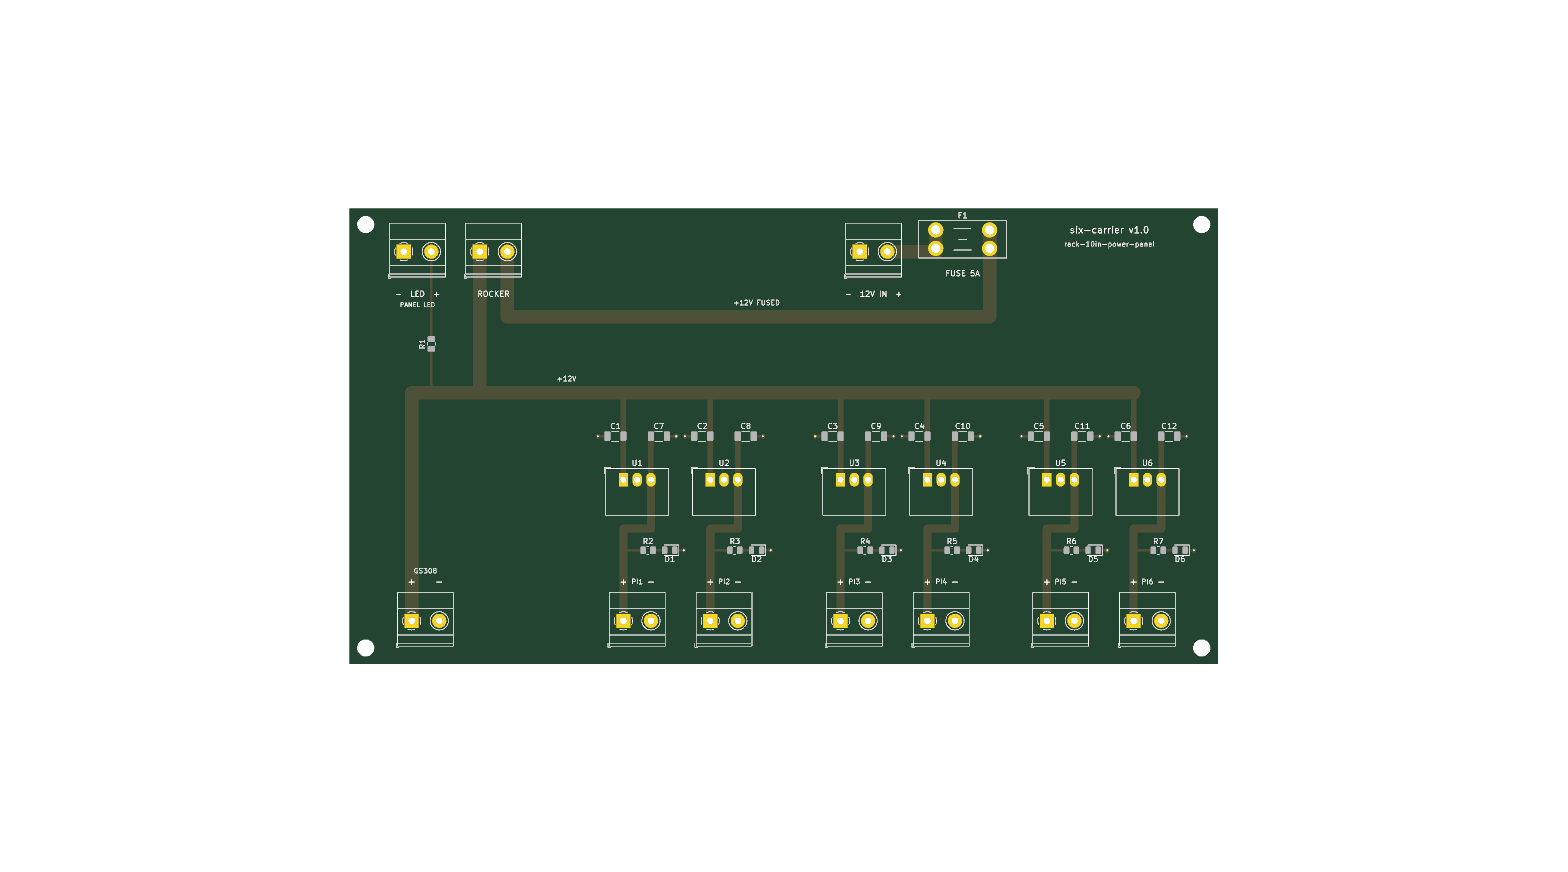 F1
six-carrier v1.0
rack-10in-power-panel
FUSE 5A
- LED +
PANEL LED
ROCKER
- 12V IN +
+12V FUSED
R1
+12V
C1 C7 C2 C8 C3 C9 C4 C10 C5 C11 C6 C12
U1 U2 U3 U4 U5 U6
R2 R3 R4 R5 R6 R7
D1 D2 D3 D4 D5 D6
GS308
+ -
+ PI1 - + PI2 - + PI3 - + PI4 - + PI5 - + PI6 -